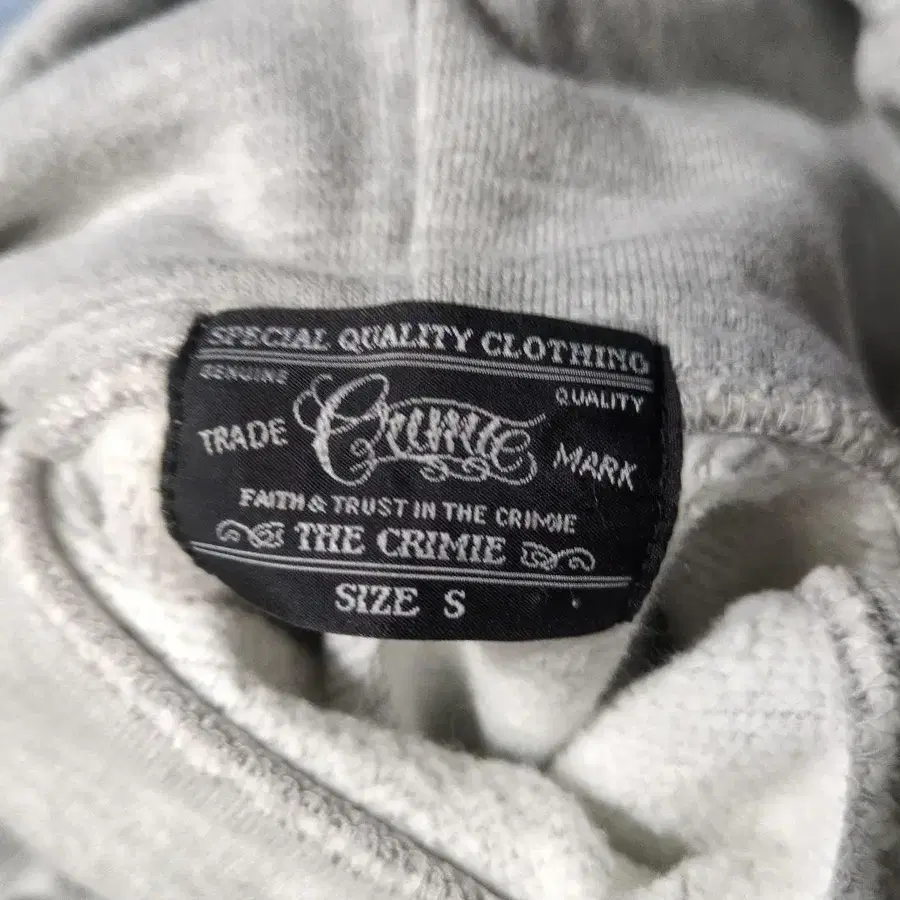 SPECIAL QUALITY CLOTHING
GENUINE QUALITY
TRADE Crimie MARK
FAITH & TRUST IN THE CRIMIE
THE CRIMIE
SIZE S